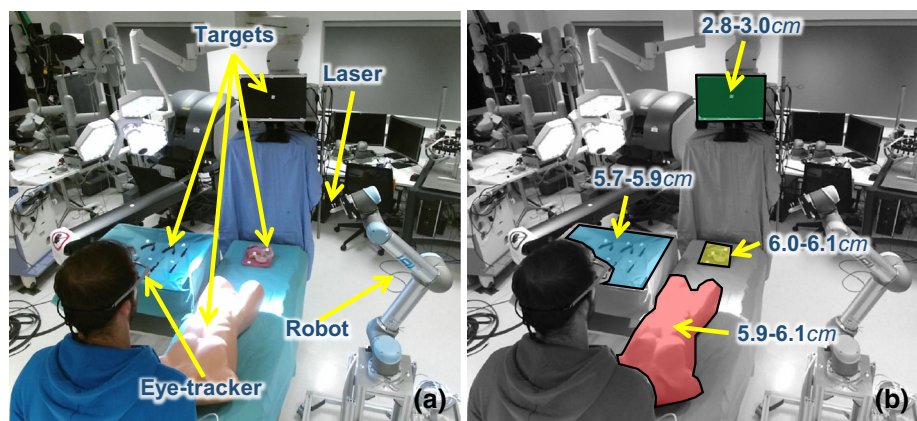 Targets
Laser
Robot
Eye-tracker
(a)
2.8-3.0cm
5.7-5.9cm
6.0-6.1cm
5.9-6.1cm
(b)